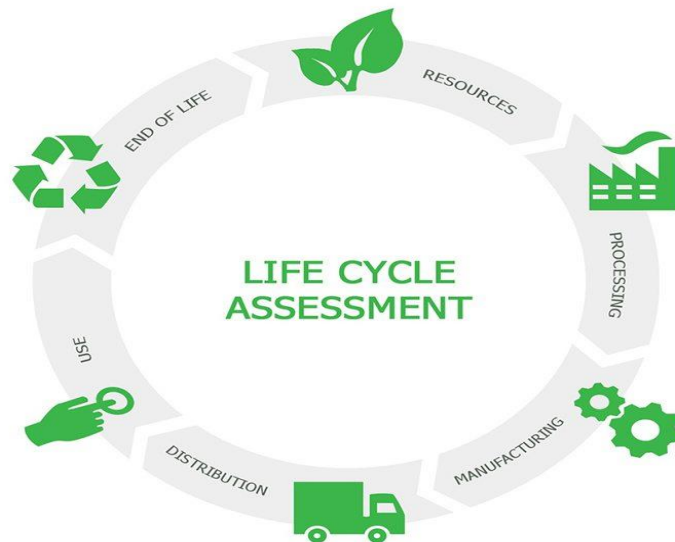 LIFE CYCLE
ASSESSMENT
RESOURCES
PROCESSING
MANUFACTURING
DISTRIBUTION
USE
END OF LIFE